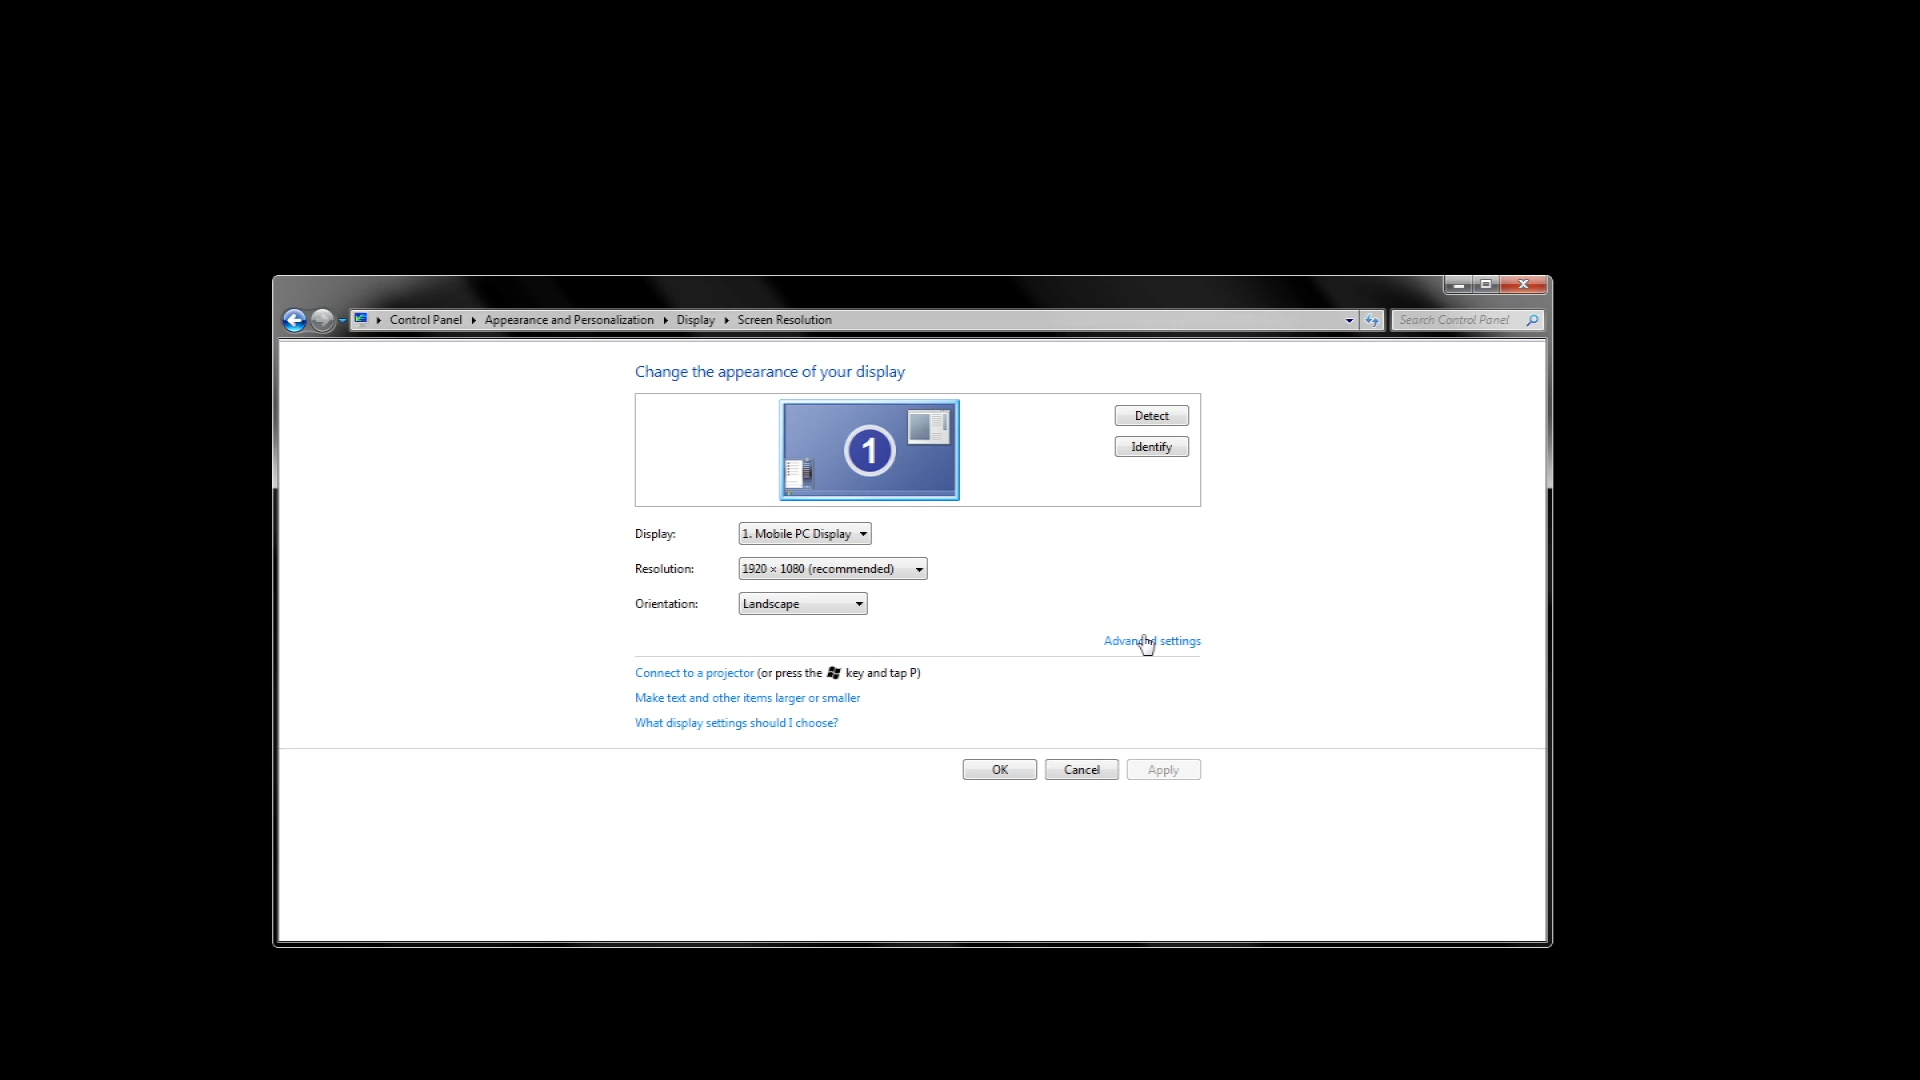 Control Panel Appearance and Personalization Display Screen Resolution Search Control Panel
Change the appearance of your display
1
Detect
Identify
Display: 1. Mobile PC Display
Resolution: 1920 × 1080 (recommended)
Orientation: Landscape
Advanced settings
Connect to a projector (or press the key and tap P)
Make text and other items larger or smaller
What display settings should I choose?
OK Cancel Apply